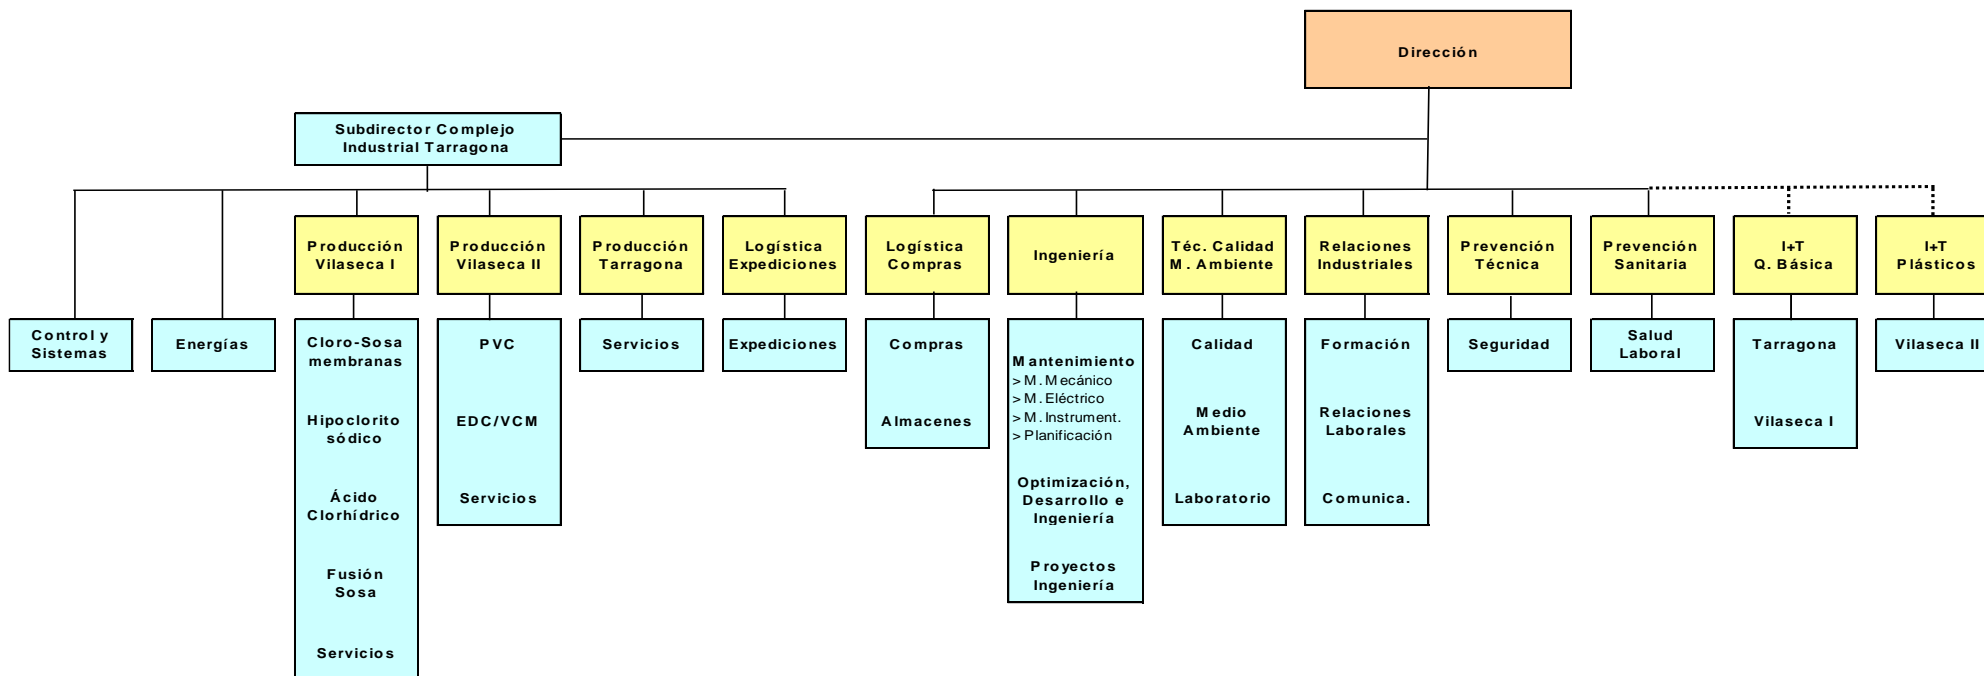 Dirección
Subdirector Complejo
Industrial Tarragona
Producción
Vilaseca I
Producción
Vilaseca II
Producción
Tarragona
Logística
Expediciones
Logística
Compras
Ingeniería
Téc. Calidad
M. Ambiente
Relaciones
Industriales
Prevención
Técnica
Prevención
Sanitaria
I+T
Q. Básica
I+T
Plásticos
Control y
Sistemas
Energías
Cloro-Sosa
membranas
Hipoclorito
sódico
Ácido
Clorhídrico
Fusión
Sosa
Servicios
PVC
EDC/VCM
Servicios
Servicios
Expediciones
Compras
Almacenes
Mantenimiento
> M. Mecánico
> M. Eléctrico
> M. Instrument.
> Planificación
Optimización,
Desarrollo e
Ingeniería
Proyectos
Ingeniería
Calidad
Medio
Ambiente
Laboratorio
Formación
Relaciones
Laborales
Comunica.
Seguridad
Salud
Laboral
Tarragona
Vilaseca I
Vilaseca II